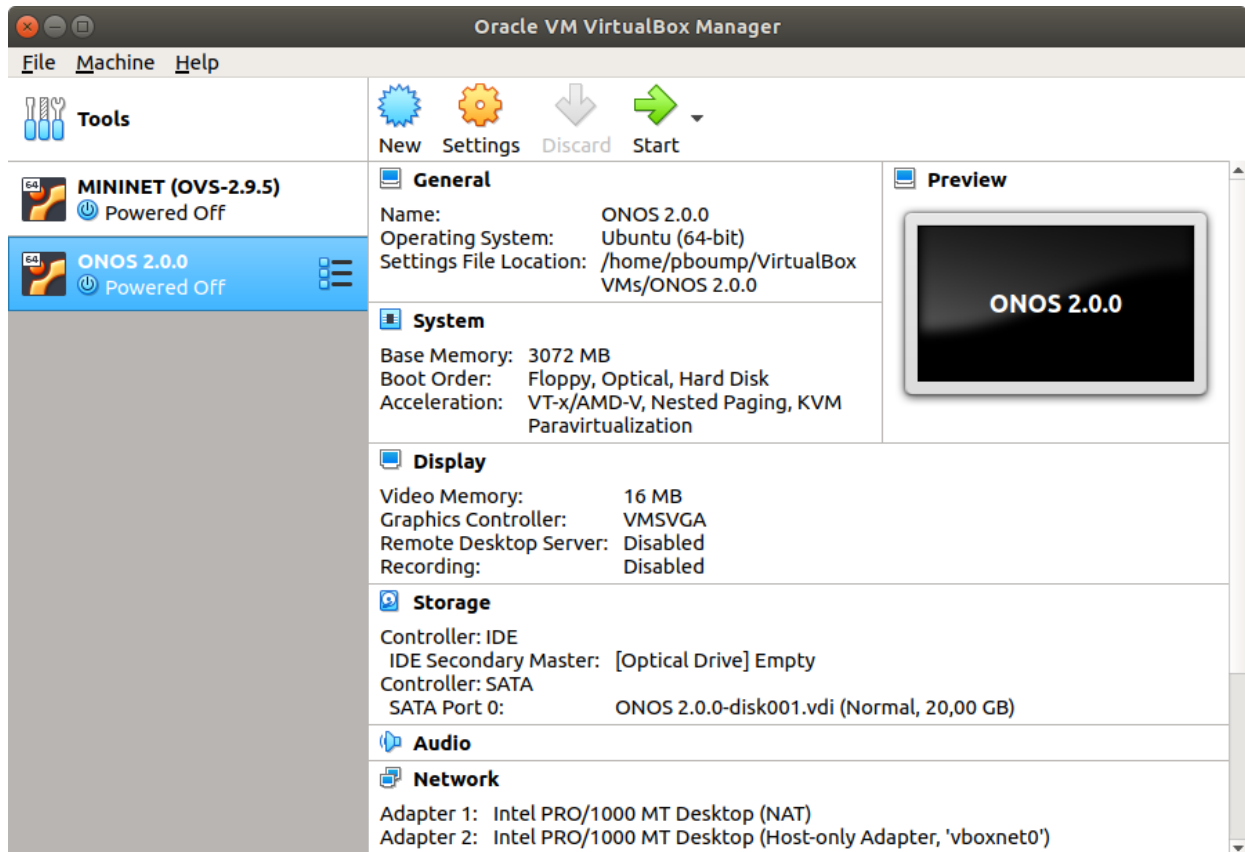 Oracle VM VirtualBox Manager
File Machine Help
Tools
New Settings Discard Start
64
MININET (OVS-2.9.5)
Powered Off
64
ONOS 2.0.0
Powered Off
General
Name: ONOS 2.0.0
Operating System: Ubuntu (64-bit)
Settings File Location: /home/pboump/VirtualBox
VMs/ONOS 2.0.0
Preview
ONOS 2.0.0
System
Base Memory: 3072 MB
Boot Order: Floppy, Optical, Hard Disk
Acceleration: VT-x/AMD-V, Nested Paging, KVM
Paravirtualization
Display
Video Memory: 16 MB
Graphics Controller: VMSVGA
Remote Desktop Server: Disabled
Recording: Disabled
Storage
Controller: IDE
IDE Secondary Master: [Optical Drive] Empty
Controller: SATA
SATA Port 0: ONOS 2.0.0-disk001.vdi (Normal, 20,00 GB)
Audio
Network
Adapter 1: Intel PRO/1000 MT Desktop (NAT)
Adapter 2: Intel PRO/1000 MT Desktop (Host-only Adapter, 'vboxnet0')